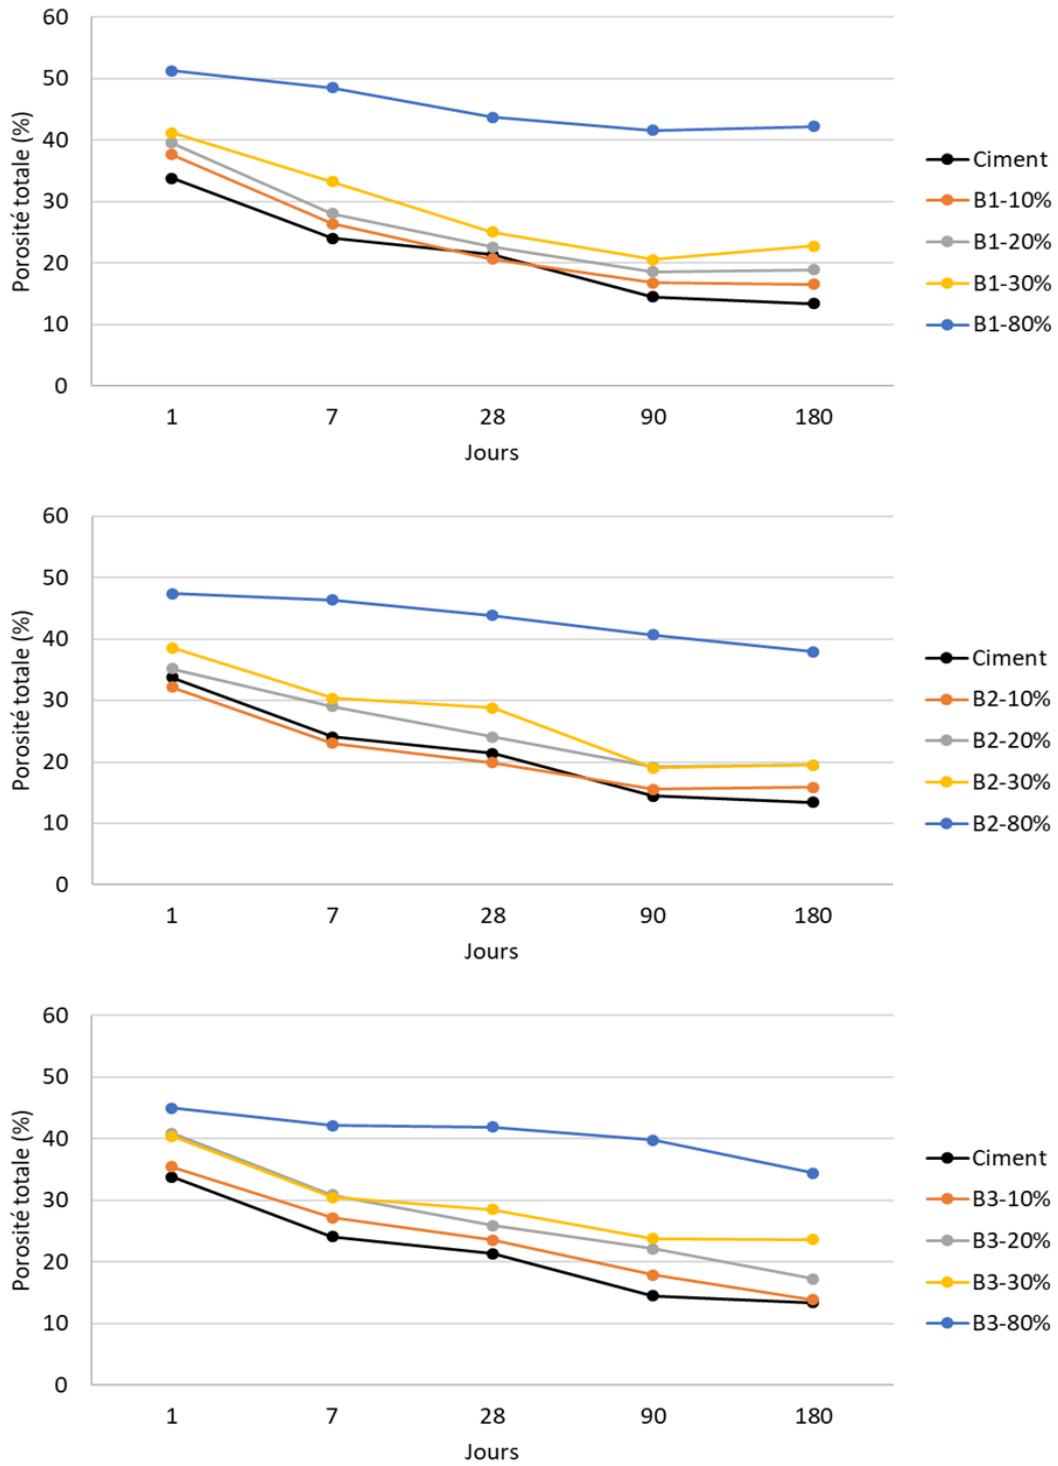 60
50
40
30
20
10
0
Porosité totale (%)
1 7 28 90 180
Jours
Ciment
B1-10%
B1-20%
B1-30%
B1-80%
60
50
40
30
20
10
0
Porosité totale (%)
1 7 28 90 180
Jours
Ciment
B2-10%
B2-20%
B2-30%
B2-80%
60
50
40
30
20
10
0
Porosité totale (%)
1 7 28 90 180
Jours
Ciment
B3-10%
B3-20%
B3-30%
B3-80%